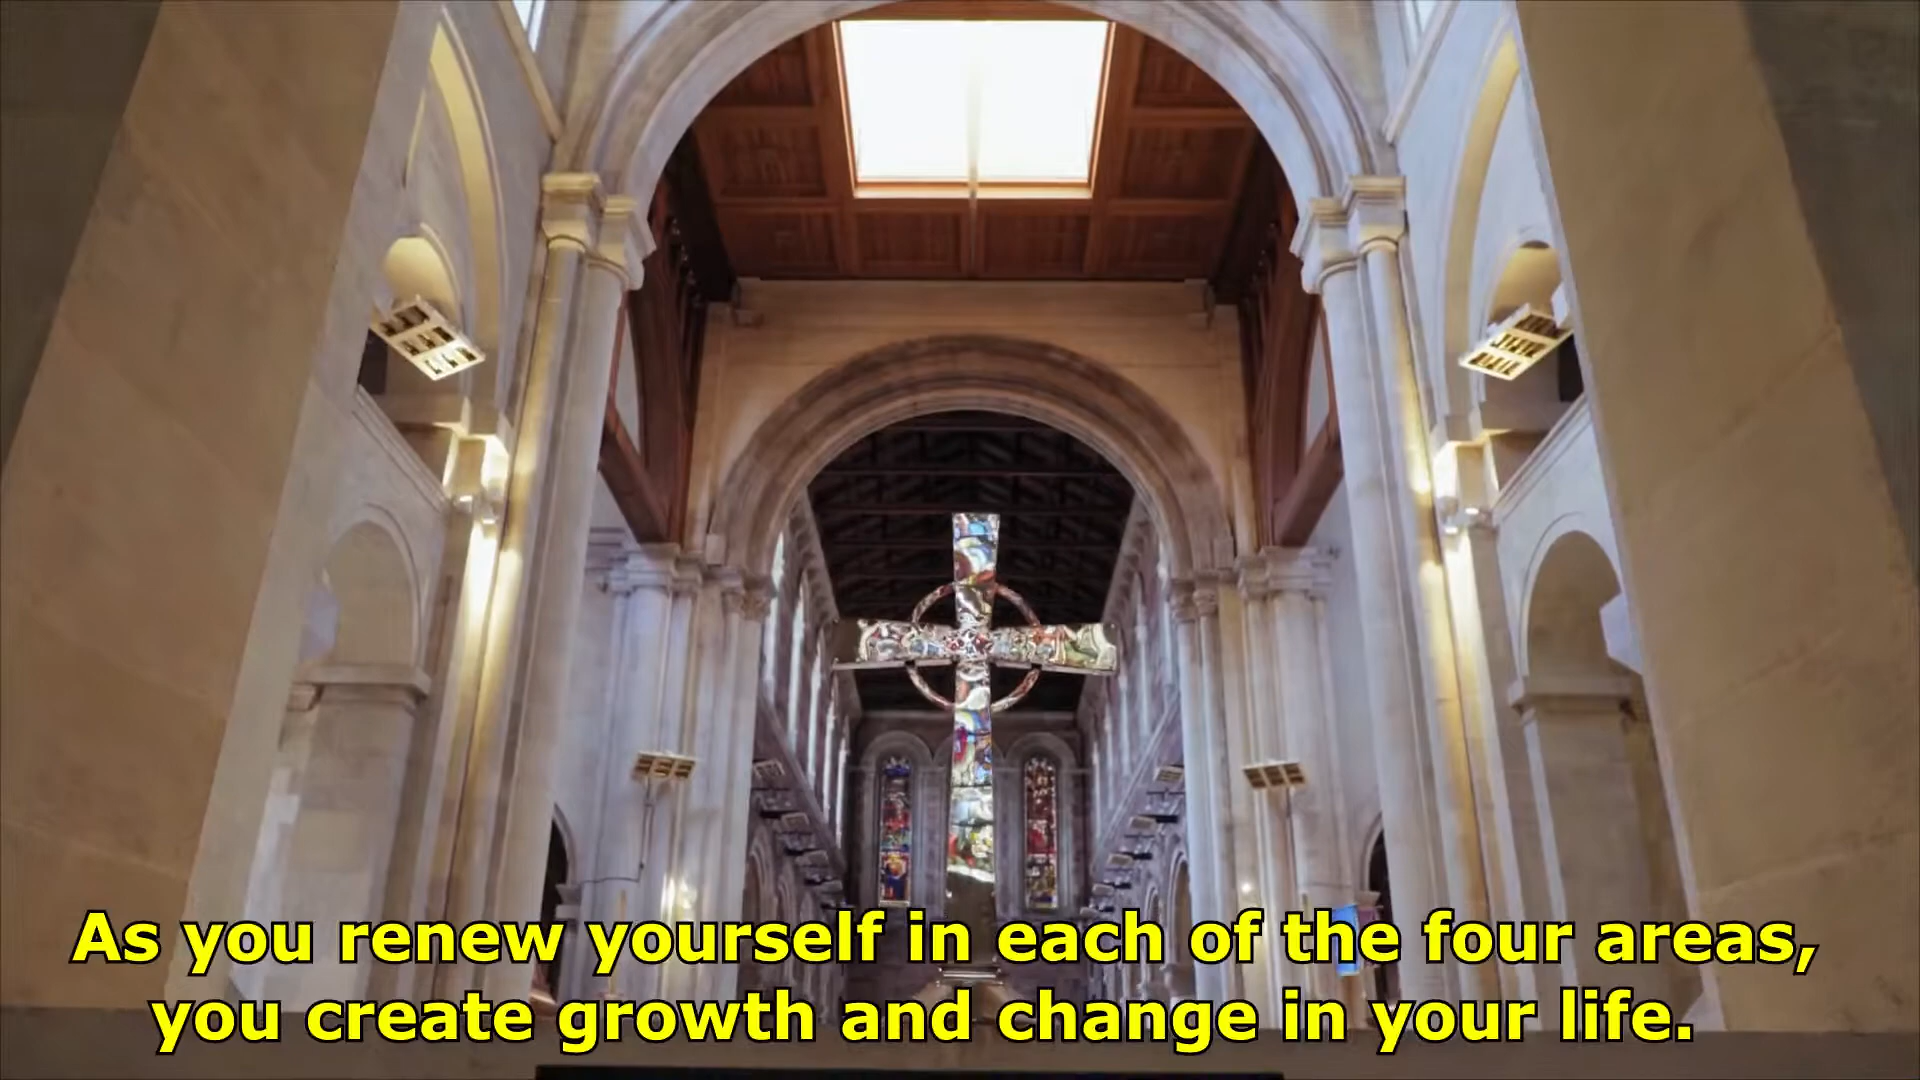 As you renew yourself in each of the four areas,
you create growth and change in your life.